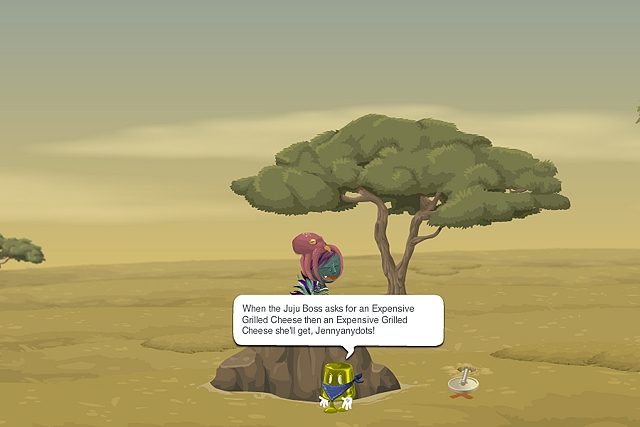 When the Juju Boss asks for an Expensive
Grilled Cheese then an Expensive Grilled
Cheese she'll get, Jennyanydots!